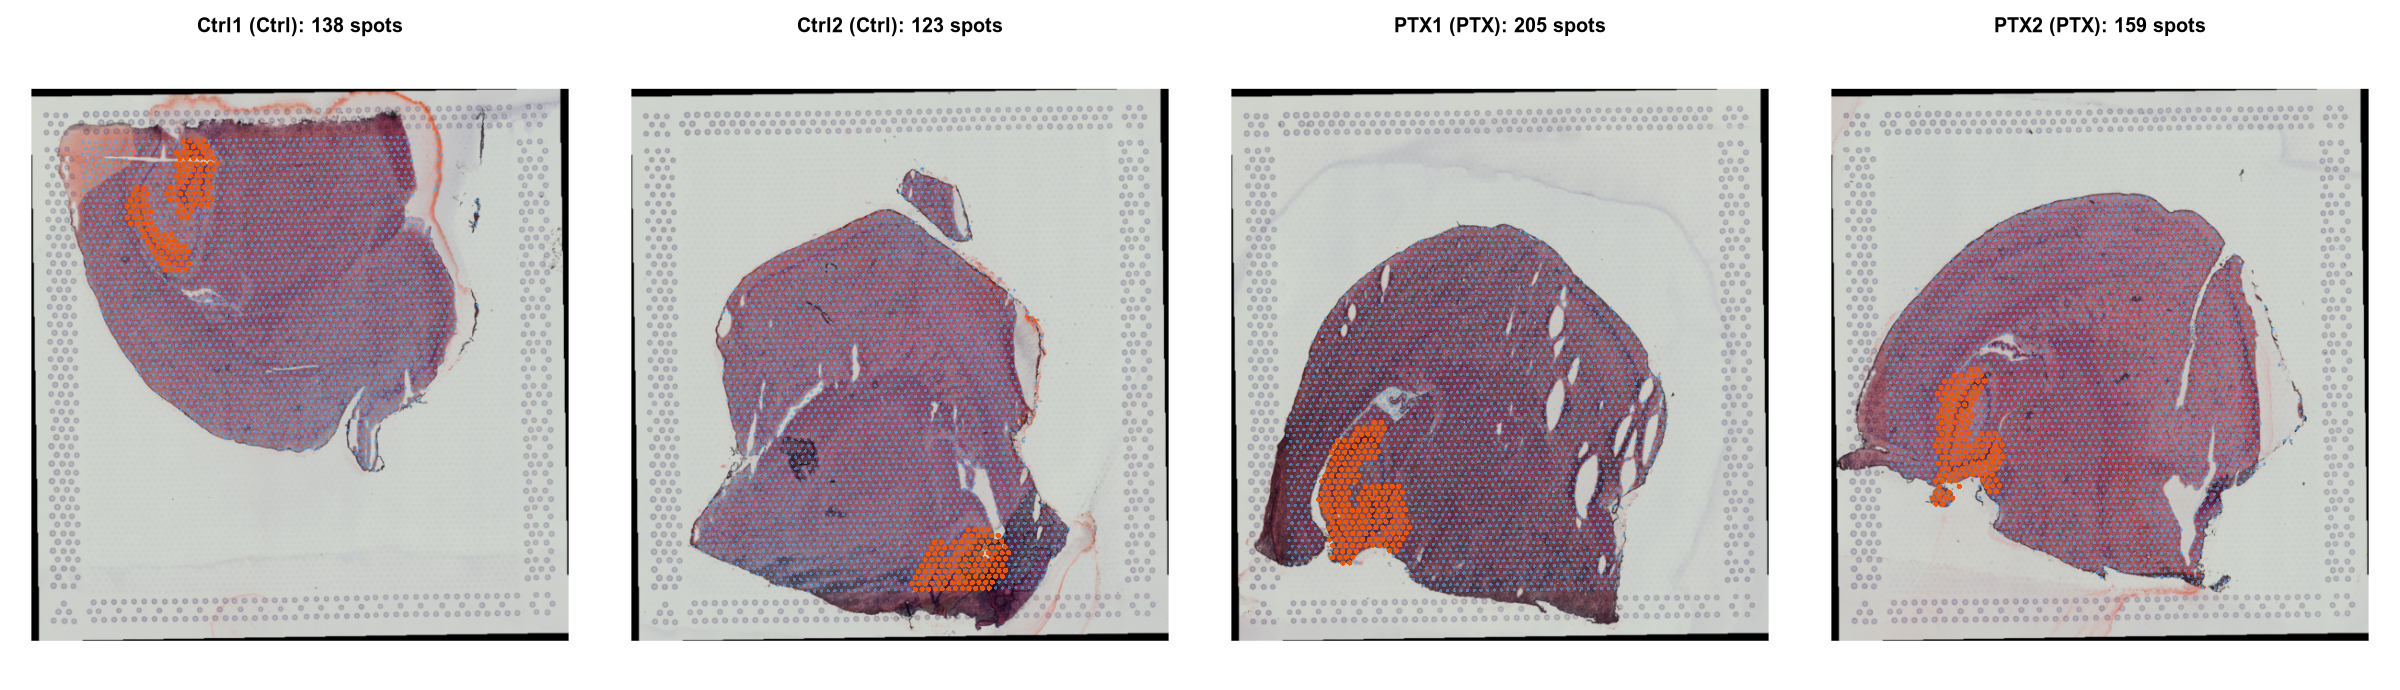 Ctrl1 (Ctrl): 138 spots
Ctrl2 (Ctrl): 123 spots
PTX1 (PTX): 205 spots
PTX2 (PTX): 159 spots